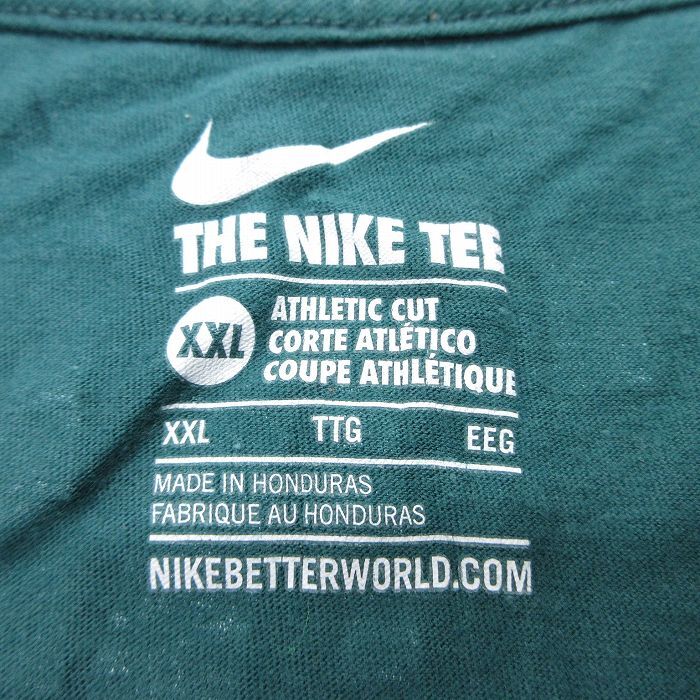 THE NIKE TEE
XXL
ATHLETIC CUT
CORTE ATLÉTICO
COUPE ATHLÉTIQUE
XXL TTG EEG
MADE IN HONDURAS
FABRIQUE AU HONDURAS
NIKEBETTERWORLD.COM